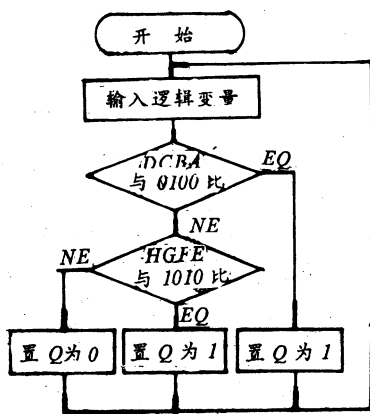 开始
输入逻辑变量
DCBA
与 0100 比
EQ
NE
HGFE
与 1010 比
NE
EQ
置 Q 为 0
置 Q 为 1
置 Q 为 1